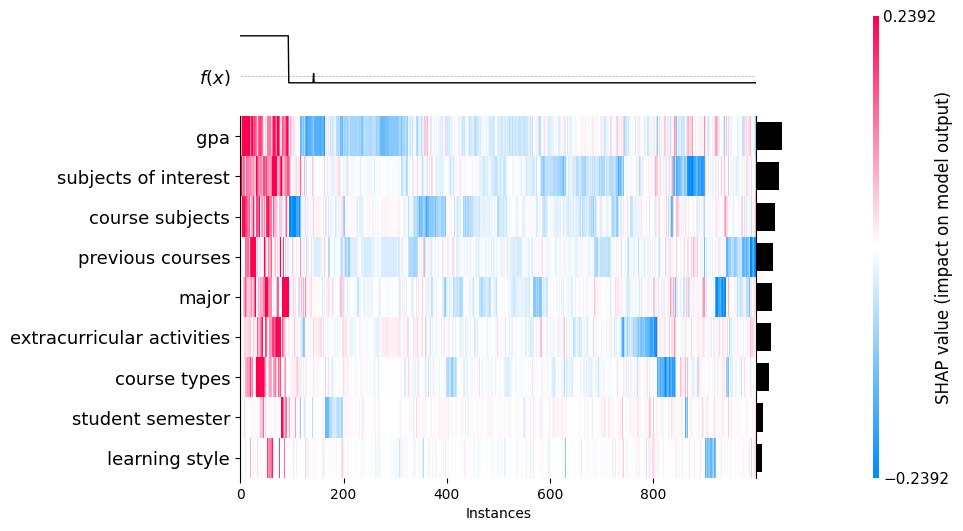 0.2392
f(x)
gpa
subjects of interest
course subjects
previous courses
major
extracurricular activities
course types
student semester
learning style
0 200 400 600 800
Instances
SHAP value (impact on model output)
−0.2392